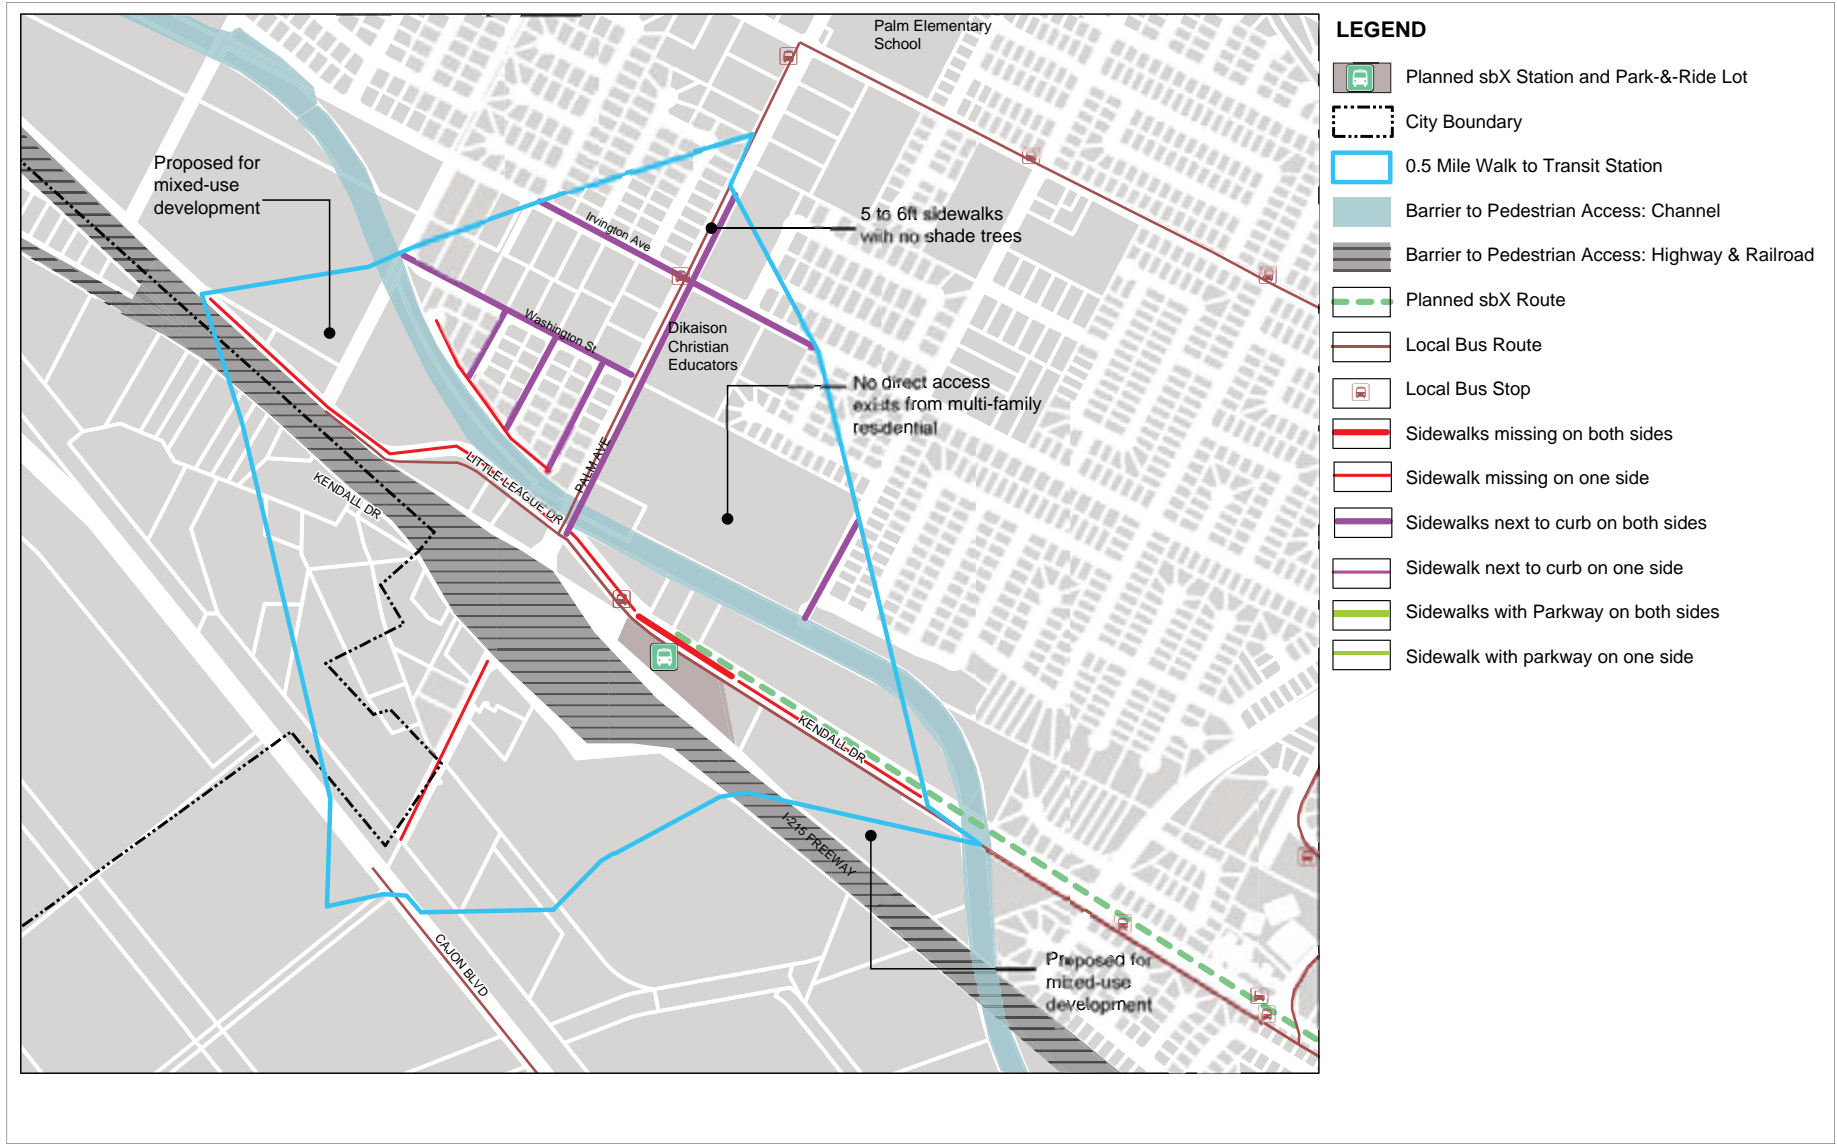 Palm Elementary
School
Proposed for
mixed-use
development
5 to 6ft sidewalks
with no shade trees
Irvington Ave
Washington St
Dikaison
Christian
Educators
No direct access
exists from multi-family
residential
PALM AVE
LITTLE LEAGUE DR
KENDALL DR
KENDALL DR
I-215 FREEWAY
CAJON BLVD
Proposed for
mixed-use
development
LEGEND
Planned sbX Station and Park-&-Ride Lot
City Boundary
0.5 Mile Walk to Transit Station
Barrier to Pedestrian Access: Channel
Barrier to Pedestrian Access: Highway & Railroad
Planned sbX Route
Local Bus Route
Local Bus Stop
Sidewalks missing on both sides
Sidewalk missing on one side
Sidewalks next to curb on both sides
Sidewalk next to curb on one side
Sidewalks with Parkway on both sides
Sidewalk with parkway on one side